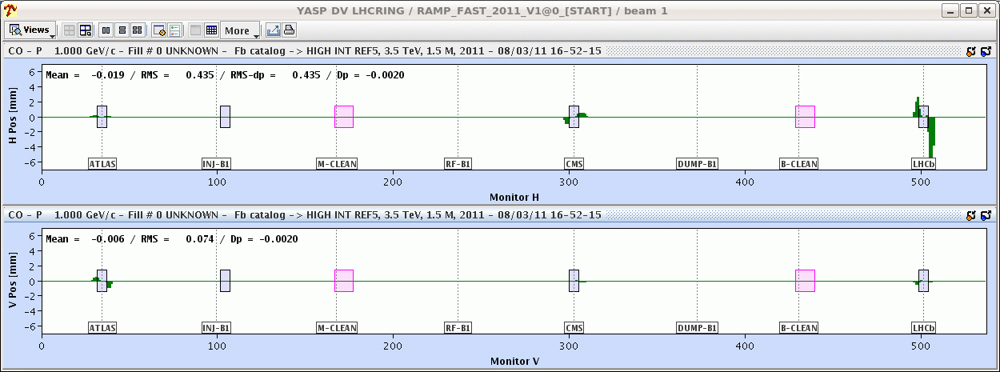 YASP DV LHCRING / RAMP_FAST_2011_V1@0_[START] / beam 1
Views More
CO - P 1.000 GeV/c - Fill # 0 UNKNOWN - Fb catalog -> HIGH INT REF5, 3.5 TeV, 1.5 M, 2011 - 08/03/11 16-52-15
Mean = -0.019 / RMS = 0.435 / RMS-dp = 0.435 / Dp = -0.0020
H Pos [mm]
6
4
2
0
-2
-4
-6
ATLAS INJ-B1 M-CLEAN RF-B1 CMS DUMP-B1 B-CLEAN LHCb
0 100 200 300 400 500
Monitor H
CO - P 1.000 GeV/c - Fill # 0 UNKNOWN - Fb catalog -> HIGH INT REF5, 3.5 TeV, 1.5 M, 2011 - 08/03/11 16-52-15
Mean = -0.006 / RMS = 0.074 / Dp = -0.0020
V Pos [mm]
6
4
2
0
-2
-4
-6
ATLAS INJ-B1 M-CLEAN RF-B1 CMS DUMP-B1 B-CLEAN LHCb
0 100 200 300 400 500
Monitor V